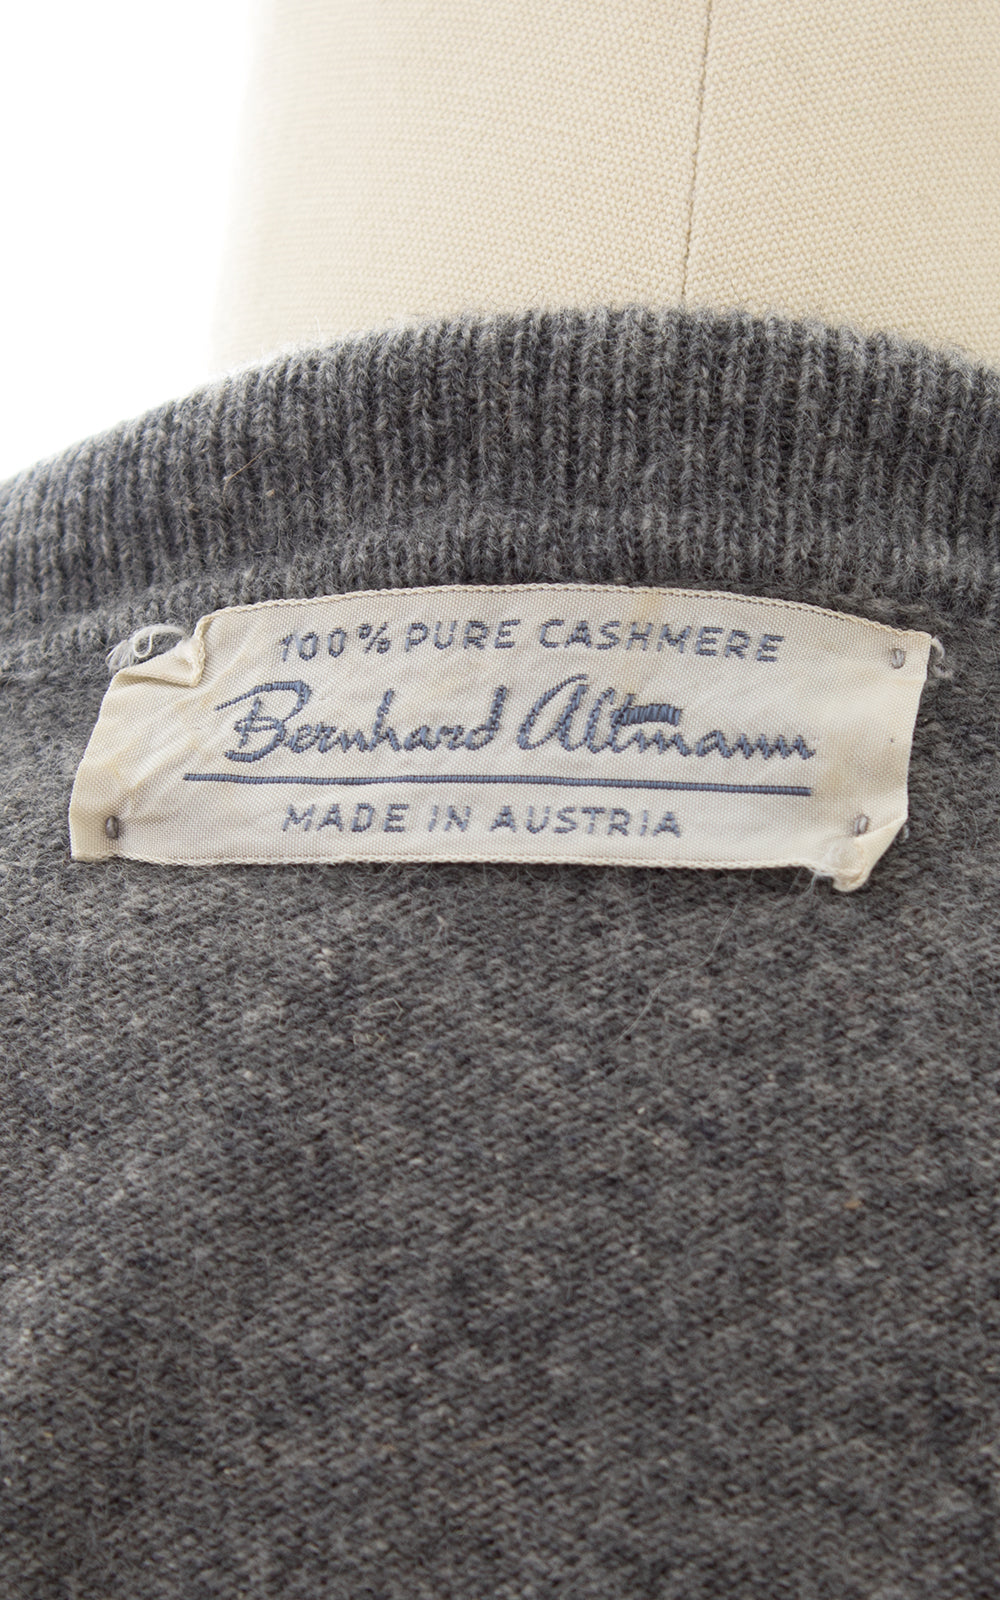 100% PURE CASHMERE
Bernhard Altmann
MADE IN AUSTRIA